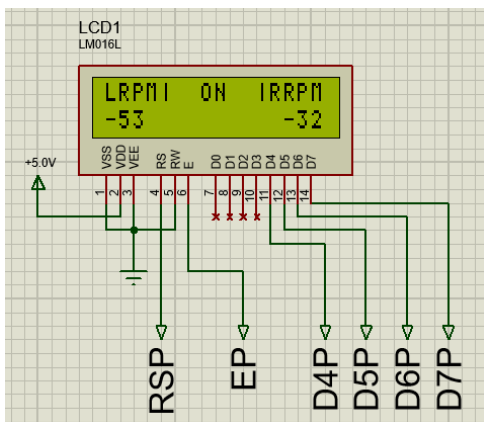 LCD1
LM016L
LRPM| ON |RRPM
-53 -32
+5.0V
VSS VDD VEE RS RW E D0 D1 D2 D3 D4 D5 D6 D7
1 2 3 4 5 6 7 8 9 10 11 12 13 14
RSP EP D4P D5P D6P D7P